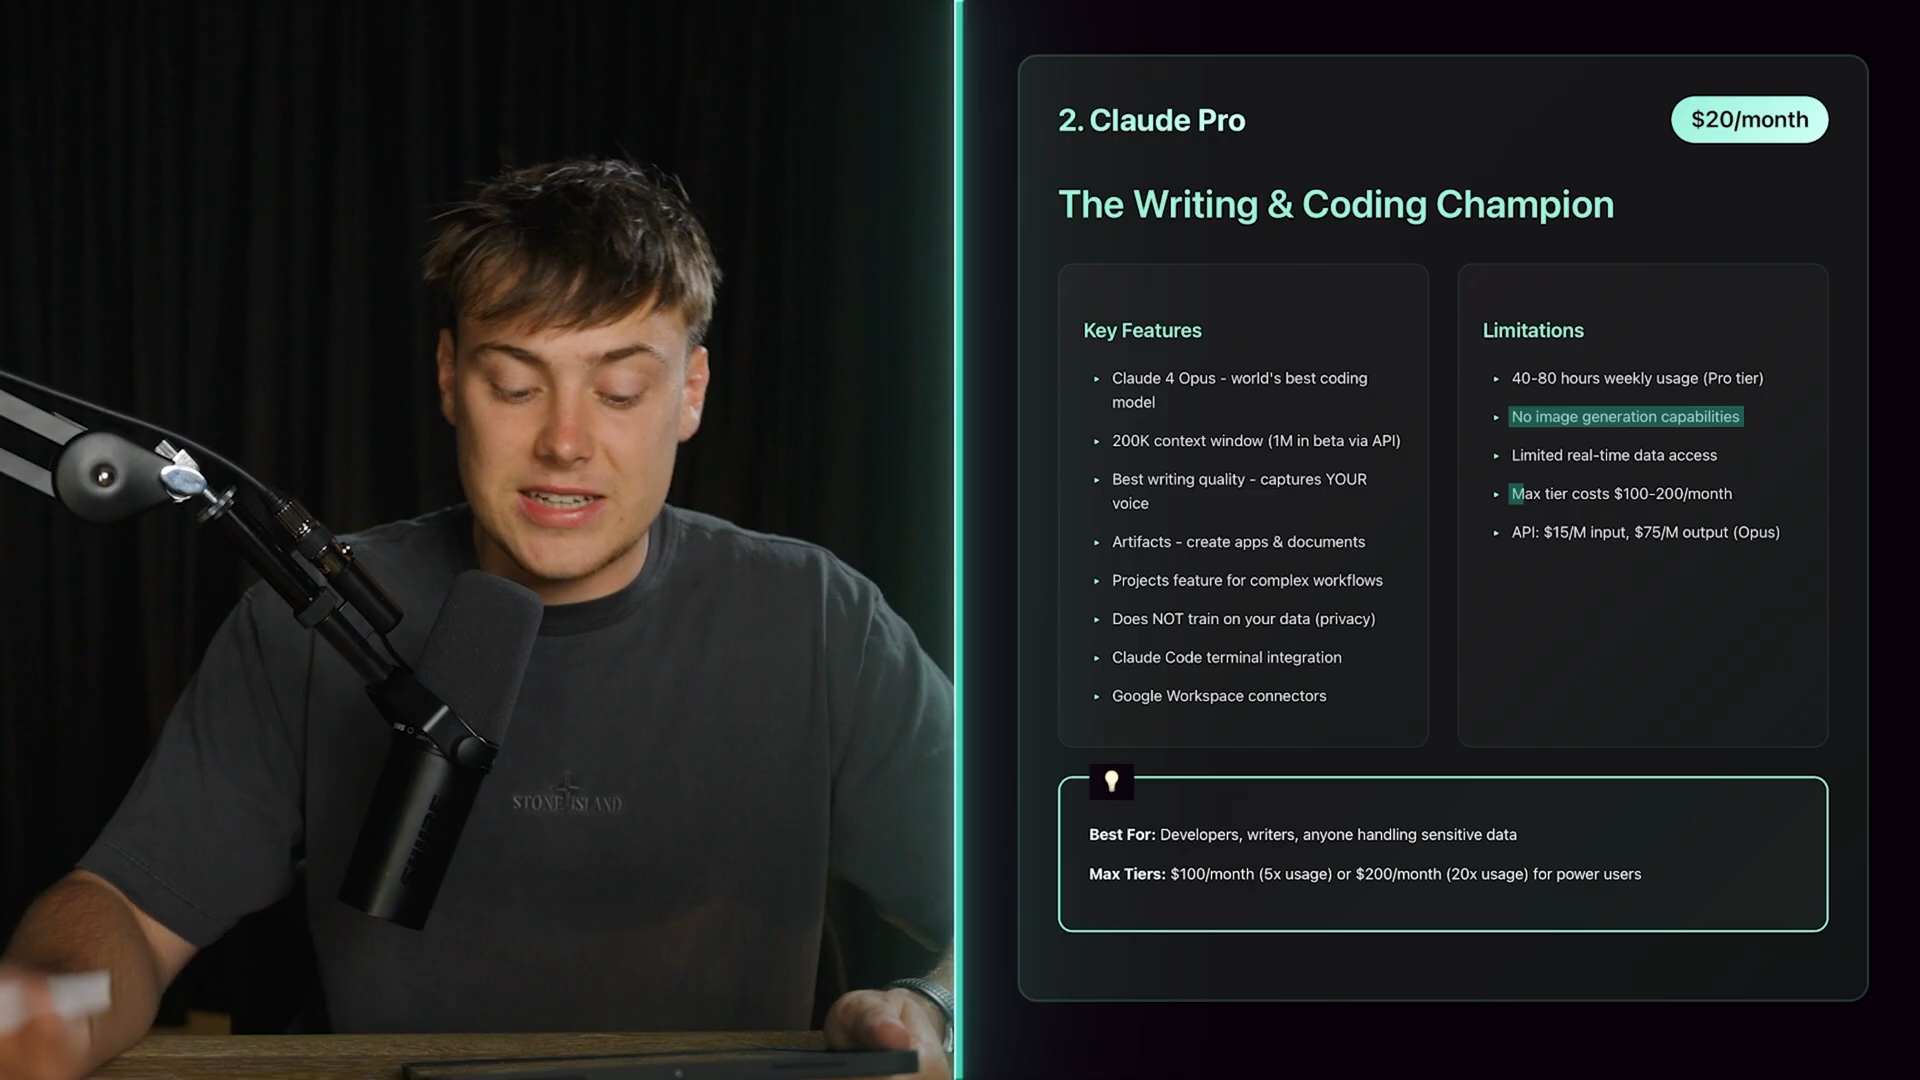 2. Claude Pro
$20/month
The Writing & Coding Champion
Key Features
Claude 4 Opus - world's best coding
model
200K context window (1M in beta via API)
Best writing quality - captures YOUR
voice
Artifacts - create apps & documents
Projects feature for complex workflows
Does NOT train on your data (privacy)
Claude Code terminal integration
Google Workspace connectors
Limitations
40-80 hours weekly usage (Pro tier)
No image generation capabilities
Limited real-time data access
Max tier costs $100-200/month
API: $15/M input, $75/M output (Opus)
Best For: Developers, writers, anyone handling sensitive data
Max Tiers: $100/month (5x usage) or $200/month (20x usage) for power users
STONE ISLAND
SHURE